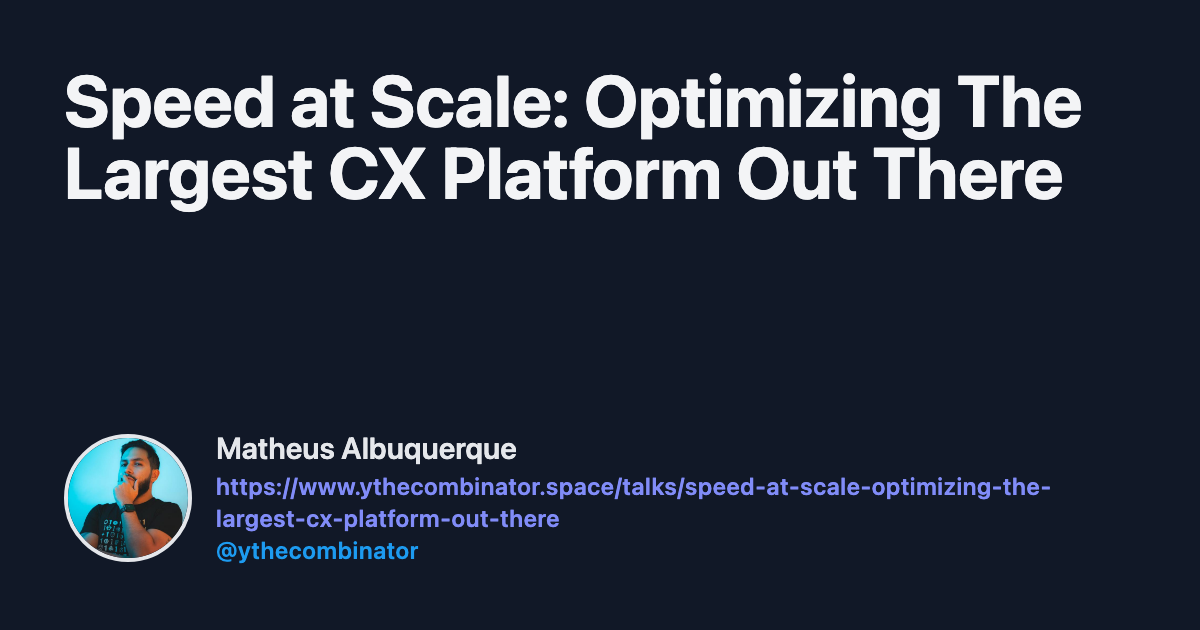 Speed at Scale: Optimizing The
Largest CX Platform Out There
Matheus Albuquerque
https://www.ythecombinator.space/talks/speed-at-scale-optimizing-the-
largest-cx-platform-out-there
@ythecombinator